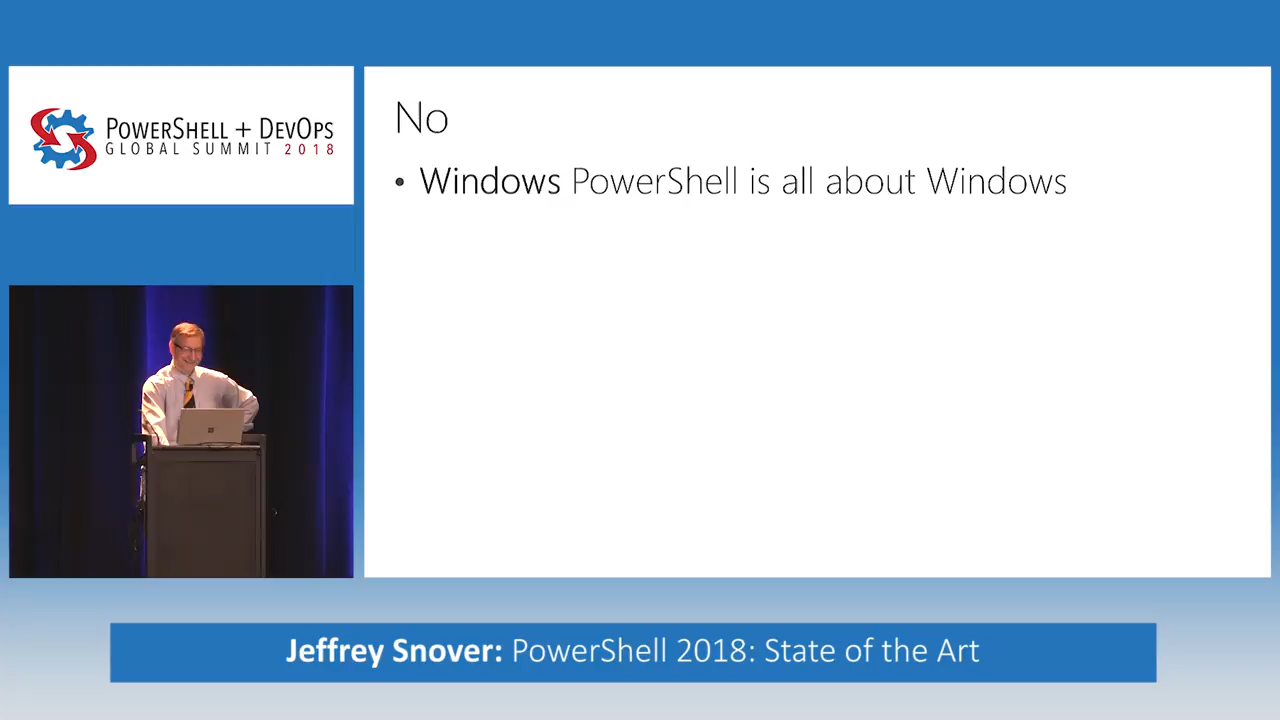 POWERSHELL + DEVOPS
GLOBAL SUMMIT 2018
No
• Windows PowerShell is all about Windows
Jeffrey Snover: PowerShell 2018: State of the Art